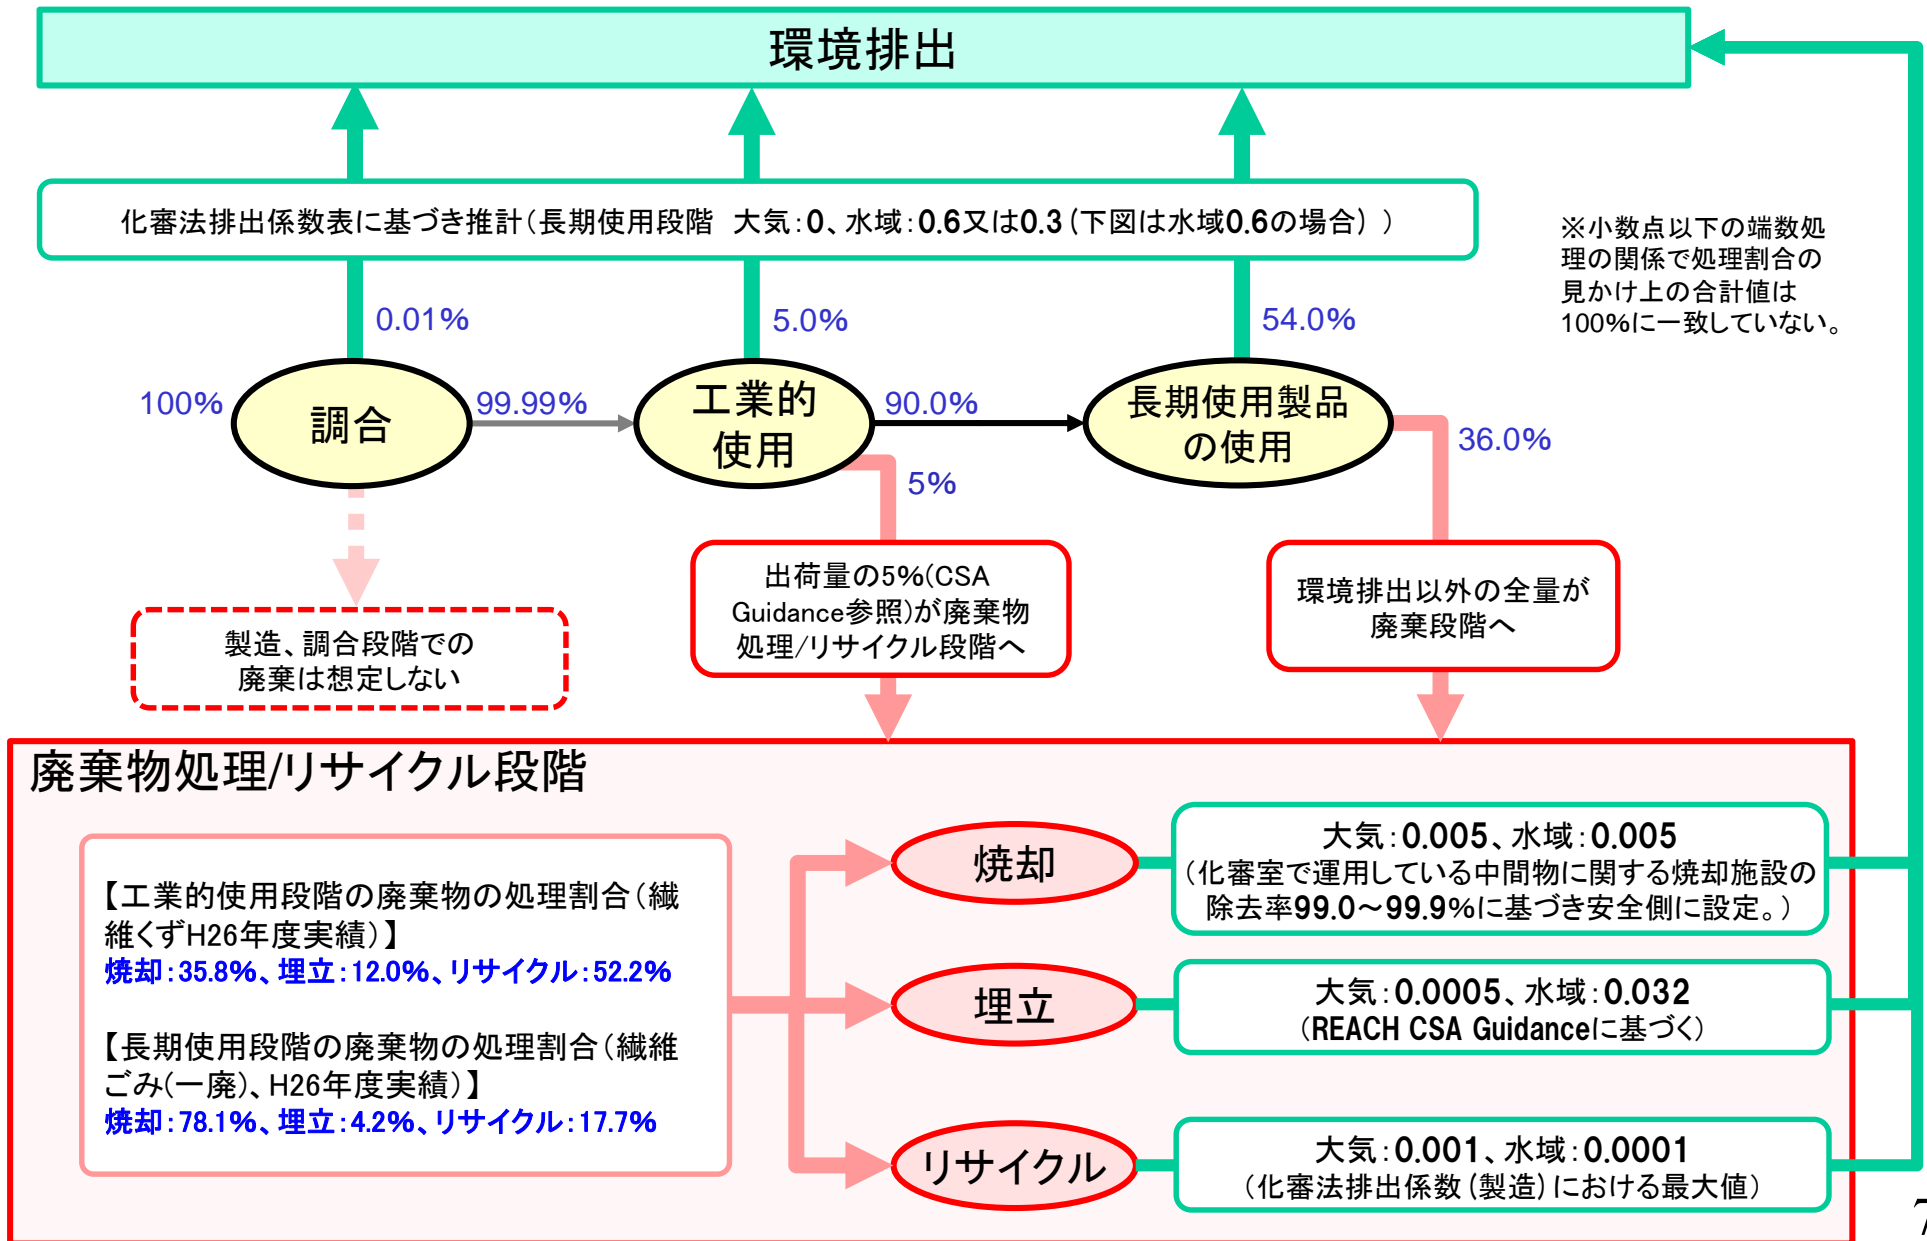 環境排出
化審法排出係数表に基づき推計(長期使用段階　大気:0、水域:0.6又は0.3(下図は水域0.6の場合))
※小数点以下の端数処
理の関係で処理割合の
見かけ上の合計値は
100%に一致していない。
0.01%
5.0%
54.0%
100%
調合
99.99%
工業的
使用
90.0%
長期使用製品
の使用
36.0%
5%
製造、調合段階での
廃棄は想定しない
出荷量の5%(CSA
Guidance参照)が廃棄物
処理/リサイクル段階へ
環境排出以外の全量が
廃棄段階へ
廃棄物処理/リサイクル段階
【工業的使用段階の廃棄物の処理割合(繊
維くずH26年度実績)】
焼却:35.8%、埋立:12.0%、リサイクル:52.2%
【長期使用段階の廃棄物の処理割合(繊維
ごみ(一廃)、H26年度実績)】
焼却:78.1%、埋立:4.2%、リサイクル:17.7%
焼却
大気:0.005、水域:0.005
(化審室で運用している中間物に関する焼却施設の
除去率99.0～99.9%に基づき安全側に設定。)
埋立
大気:0.0005、水域:0.032
(REACH CSA Guidanceに基づく)
リサイクル
大気:0.001、水域:0.0001
(化審法排出係数(製造)における最大値)
7